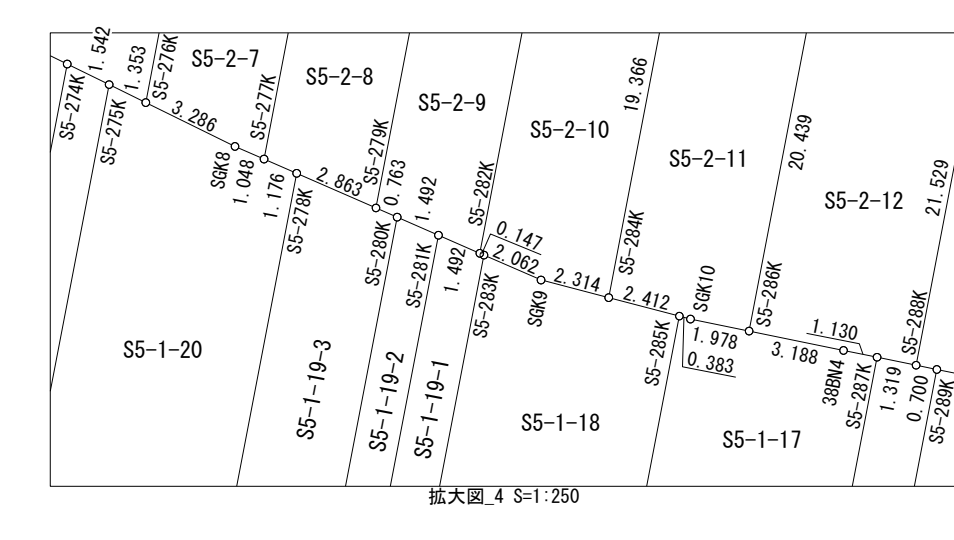 1.542
1.353
S5-276K
S5-2-7
S5-2-8
S5-2-9
S5-2-10
19.366
S5-2-11
20.439
S5-2-12
21.529
S5-274K
S5-275K
3.286
SGK8
1.048
S5-277K
1.176
S5-278K
2.863
S5-279K
0.763
S5-280K
1.492
S5-281K
1.492
S5-282K
0.147
S5-283K
2.062
SGK9
2.314
S5-284K
2.412
S5-285K
SGK10
0.383
1.978
S5-286K
3.188
38BN4
1.130
S5-287K
1.319
S5-288K
0.700
S5-289K
S5-1-20
S5-1-19-3
S5-1-19-2
S5-1-19-1
S5-1-18
S5-1-17
拡大図_4 S=1:250